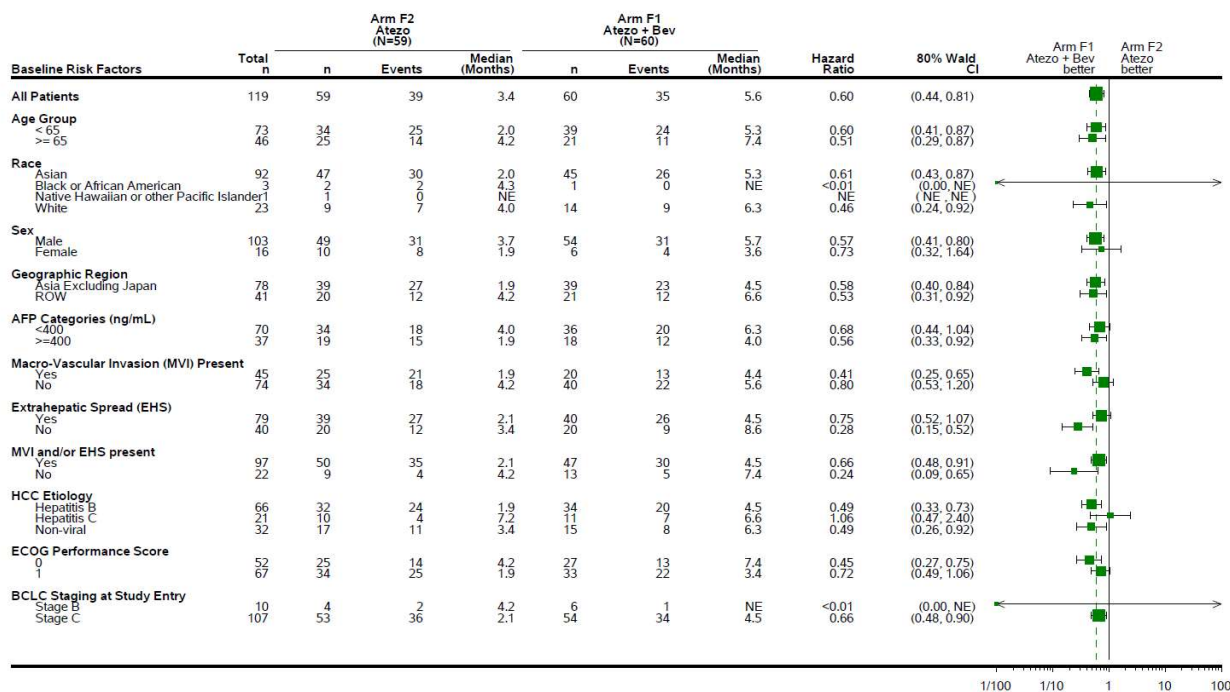 Arm F2
Atezo
(N=59)
Arm F1
Atezo + Bev
(N=60)
Baseline Risk Factors Total n n Events Median (Months) n Events Median (Months) Hazard Ratio 80% Wald CI Arm F1 Atezo + Bev better Arm F2 Atezo better
All Patients 119 59 39 3.4 60 35 5.6 0.60 (0.44, 0.81)
Age Group
< 65 73 34 25 2.0 39 24 5.3 0.60 (0.41, 0.87)
>= 65 46 25 14 4.2 21 11 7.4 0.51 (0.29, 0.87)
Race
Asian 92 47 30 2.0 45 26 5.3 0.61 (0.43, 0.87)
Black or African American 3 2 2 4.3 1 0 NE <0.01 (0.00, NE)
Native Hawaiian or other Pacific Islander1 1 0 NE NE ( NE , NE )
White 23 9 7 4.0 14 9 6.3 0.46 (0.24, 0.92)
Sex
Male 103 49 31 3.7 54 31 5.7 0.57 (0.41, 0.80)
Female 16 10 8 1.9 6 4 3.6 0.73 (0.32, 1.64)
Geographic Region
Asia Excluding Japan 78 39 27 1.9 39 23 4.5 0.58 (0.40, 0.84)
ROW 41 20 12 4.2 21 12 6.6 0.53 (0.31, 0.92)
AFP Categories (ng/mL)
<400 70 34 18 4.0 36 20 6.3 0.68 (0.44, 1.04)
>=400 37 19 15 1.9 18 12 4.0 0.56 (0.33, 0.92)
Macro-Vascular Invasion (MVI) Present
Yes 45 25 21 1.9 20 13 4.4 0.41 (0.25, 0.65)
No 74 34 18 4.2 40 22 5.6 0.80 (0.53, 1.20)
Extrahepatic Spread (EHS)
Yes 79 39 27 2.1 40 26 4.5 0.75 (0.52, 1.07)
No 40 20 12 3.4 20 9 8.6 0.28 (0.15, 0.52)
MVI and/or EHS present
Yes 97 50 35 2.1 47 30 4.5 0.66 (0.48, 0.91)
No 22 9 4 4.2 13 5 7.4 0.24 (0.09, 0.65)
HCC Etiology
Hepatitis B 66 32 24 1.9 34 20 4.5 0.49 (0.33, 0.73)
Hepatitis C 21 10 4 7.2 11 7 6.6 1.06 (0.47, 2.40)
Non-viral 32 17 11 3.4 15 8 6.3 0.49 (0.26, 0.92)
ECOG Performance Score
0 52 25 14 4.2 27 13 7.4 0.45 (0.27, 0.75)
1 67 34 25 1.9 33 22 3.4 0.72 (0.49, 1.06)
BCLC Staging at Study Entry
Stage B 10 4 2 4.2 6 1 NE <0.01 (0.00, NE)
Stage C 107 53 36 2.1 54 34 4.5 0.66 (0.48, 0.90)
1/100 1/10 1 10 100